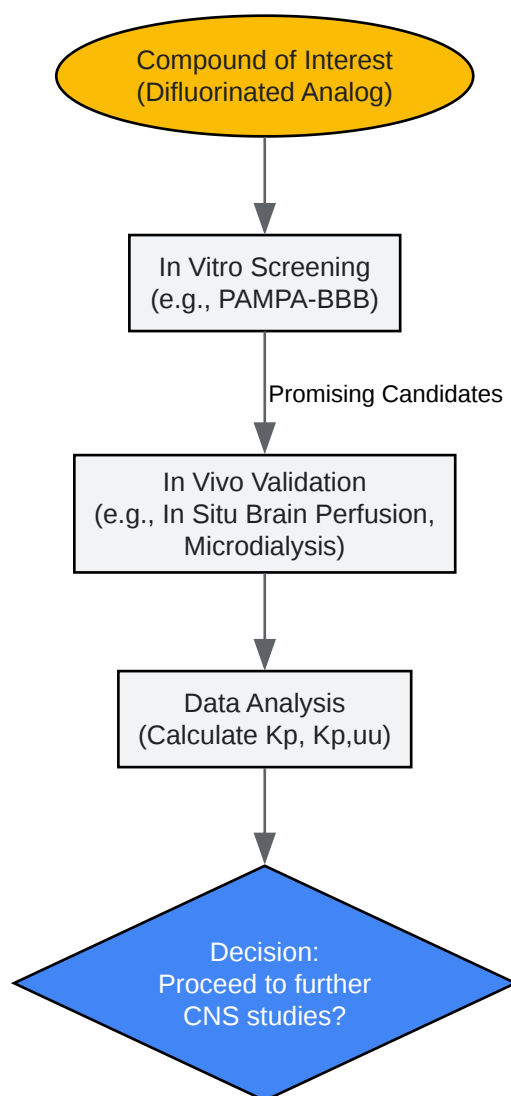 Compound of Interest
(Difluorinated Analog)
In Vitro Screening
(e.g., PAMPA-BBB)
Promising Candidates
In Vivo Validation
(e.g., In Situ Brain Perfusion,
Microdialysis)
Data Analysis
(Calculate Kp, Kp,uu)
Decision:
Proceed to further
CNS studies?